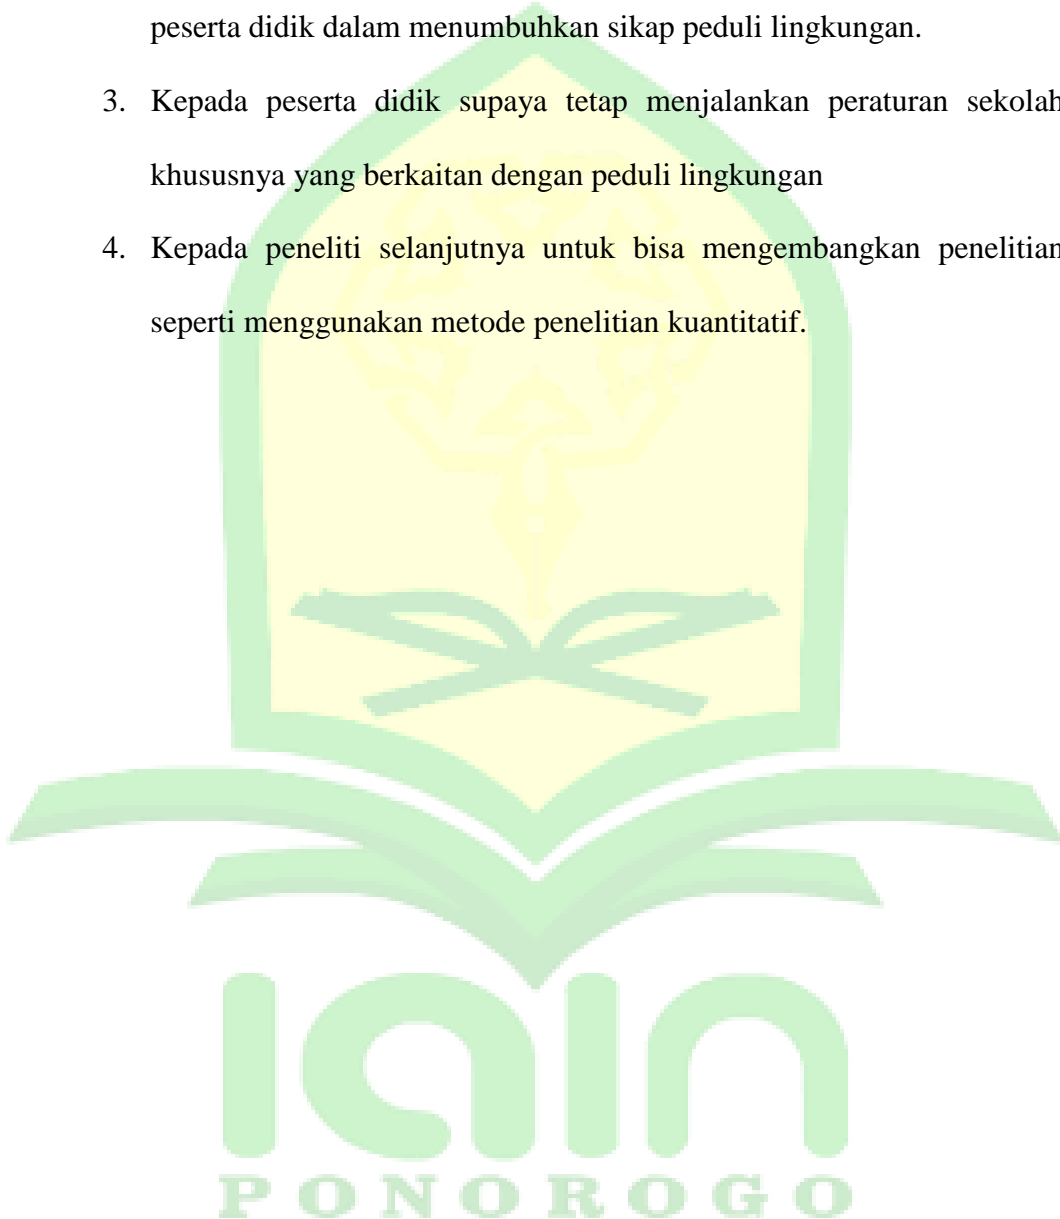 peserta didik dalam menumbuhkan sikap peduli lingkungan.
3. Kepada peserta didik supaya tetap menjalankan peraturan sekolah
khususnya yang berkaitan dengan peduli lingkungan
4. Kepada peneliti selanjutnya untuk bisa mengembangkan penelitian
seperti menggunakan metode penelitian kuantitatif.
iain
PONOROGO